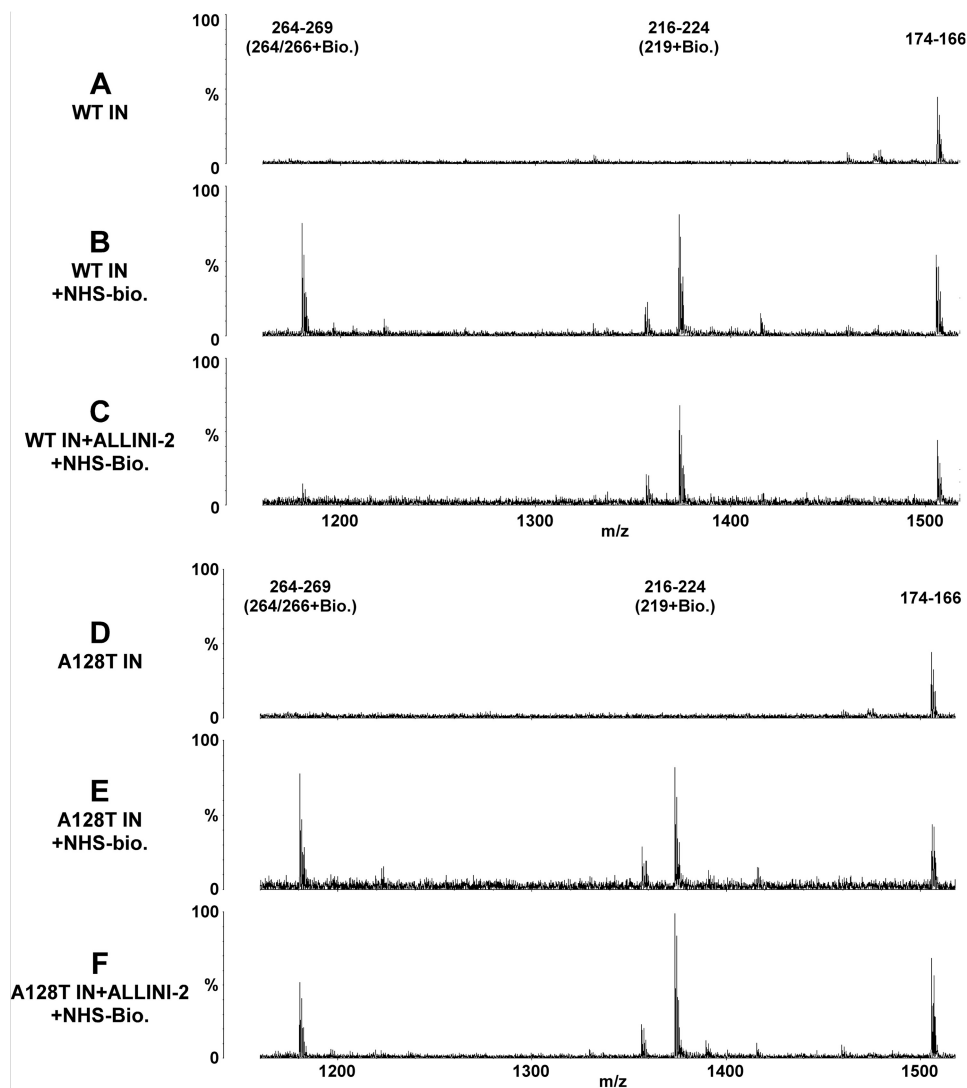 100
264-269
(264/266+Bio.)
216-224
(219+Bio.)
174-166
A
WT IN
%
0
100
B
WT IN
+NHS-bio.
%
0
100
C
WT IN+ALLINI-2
+NHS-Bio.
%
0
1200
1300
1400
1500
m/z
100
264-269
(264/266+Bio.)
216-224
(219+Bio.)
174-166
D
A128T IN
%
0
100
E
A128T IN
+NHS-bio.
%
0
100
F
A128T IN+ALLINI-2
+NHS-Bio.
%
0
1200
1300
1400
1500
m/z